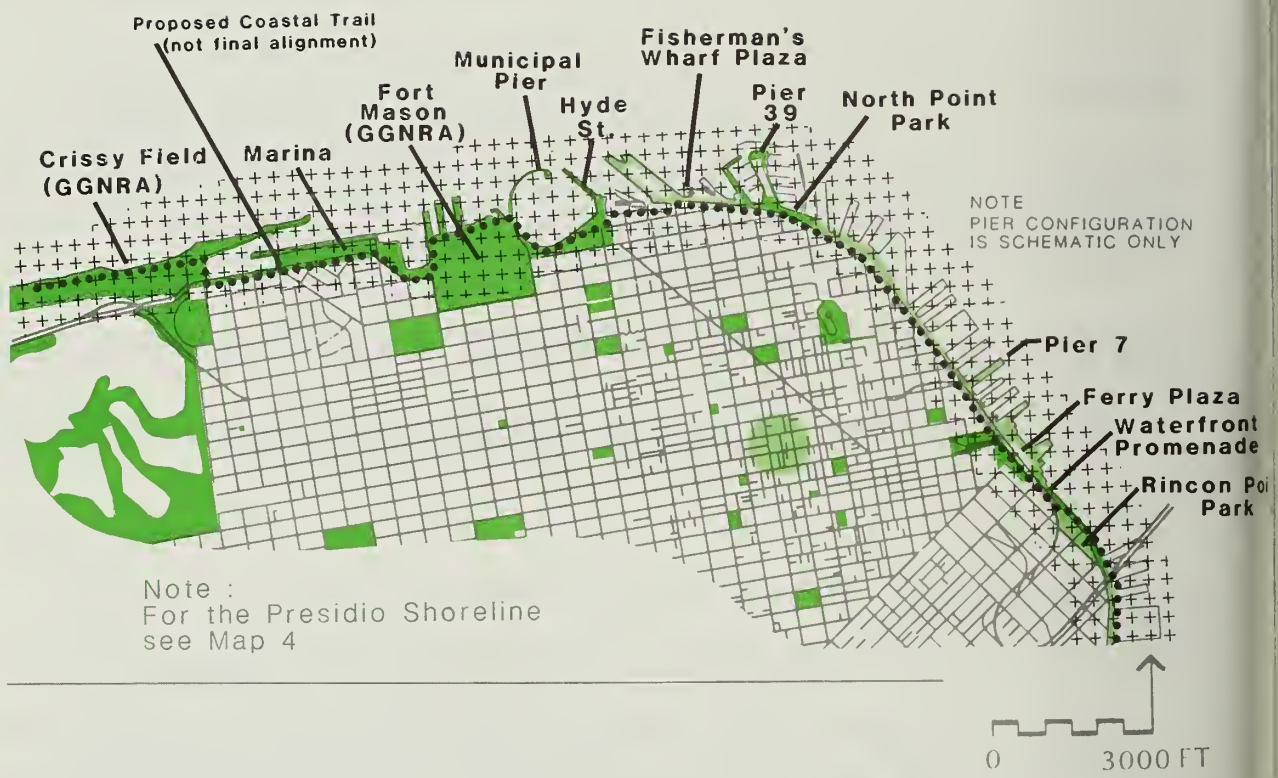 Proposed Coastal Trail
(not final alignment)
Crissy Field
(GGNRA)
Marina
Fort
Mason
(GGNRA)
Municipal
Pier
Hyde
St.
Fisherman's
Wharf Plaza
Pier
39
North Point
Park
NOTE
PIER CONFIGURATION
IS SCHEMATIC ONLY
Pier 7
Ferry Plaza
Waterfront
Promenade
Rincon Poi
Park
Note :
For the Presidio Shoreline
see Map 4
0 3000 FT